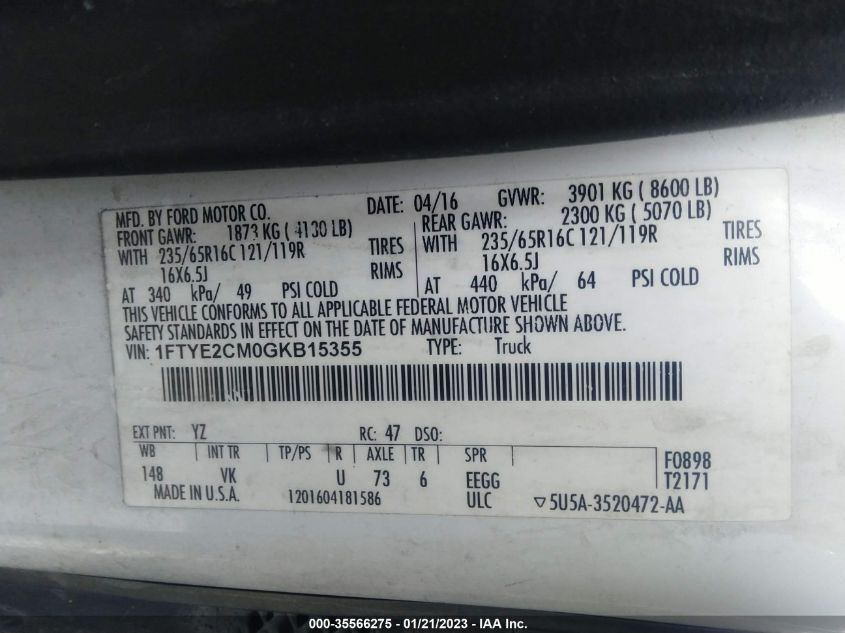 MFD. BY FORD MOTOR CO. DATE: 04/16 GVWR: 3901 KG ( 8600 LB)
FRONT GAWR: 1873 KG ( 4130 LB) REAR GAWR: 2300 KG ( 5070 LB)
WITH 235/65R16C 121/119R TIRES WITH 235/65R16C 121/119R TIRES
16X6.5J RIMS 16X6.5J RIMS
AT 340 kPa/ 49 PSI COLD AT 440 kPa/ 64 PSI COLD
THIS VEHICLE CONFORMS TO ALL APPLICABLE FEDERAL MOTOR VEHICLE
SAFETY STANDARDS IN EFFECT ON THE DATE OF MANUFACTURE SHOWN ABOVE.
VIN: 1FTYE2CM0GKB15355 TYPE: Truck
EXT PNT: YZ RC: 47 DSO:
WB INT TR TP/PS R AXLE TR SPR F0898
148 VK U 73 6 EEGG T2171
MADE IN U.S.A. 1201604181586 ULC ▽5U5A-3520472-AA
000-35566275 - 01/21/2023 - IAA Inc.